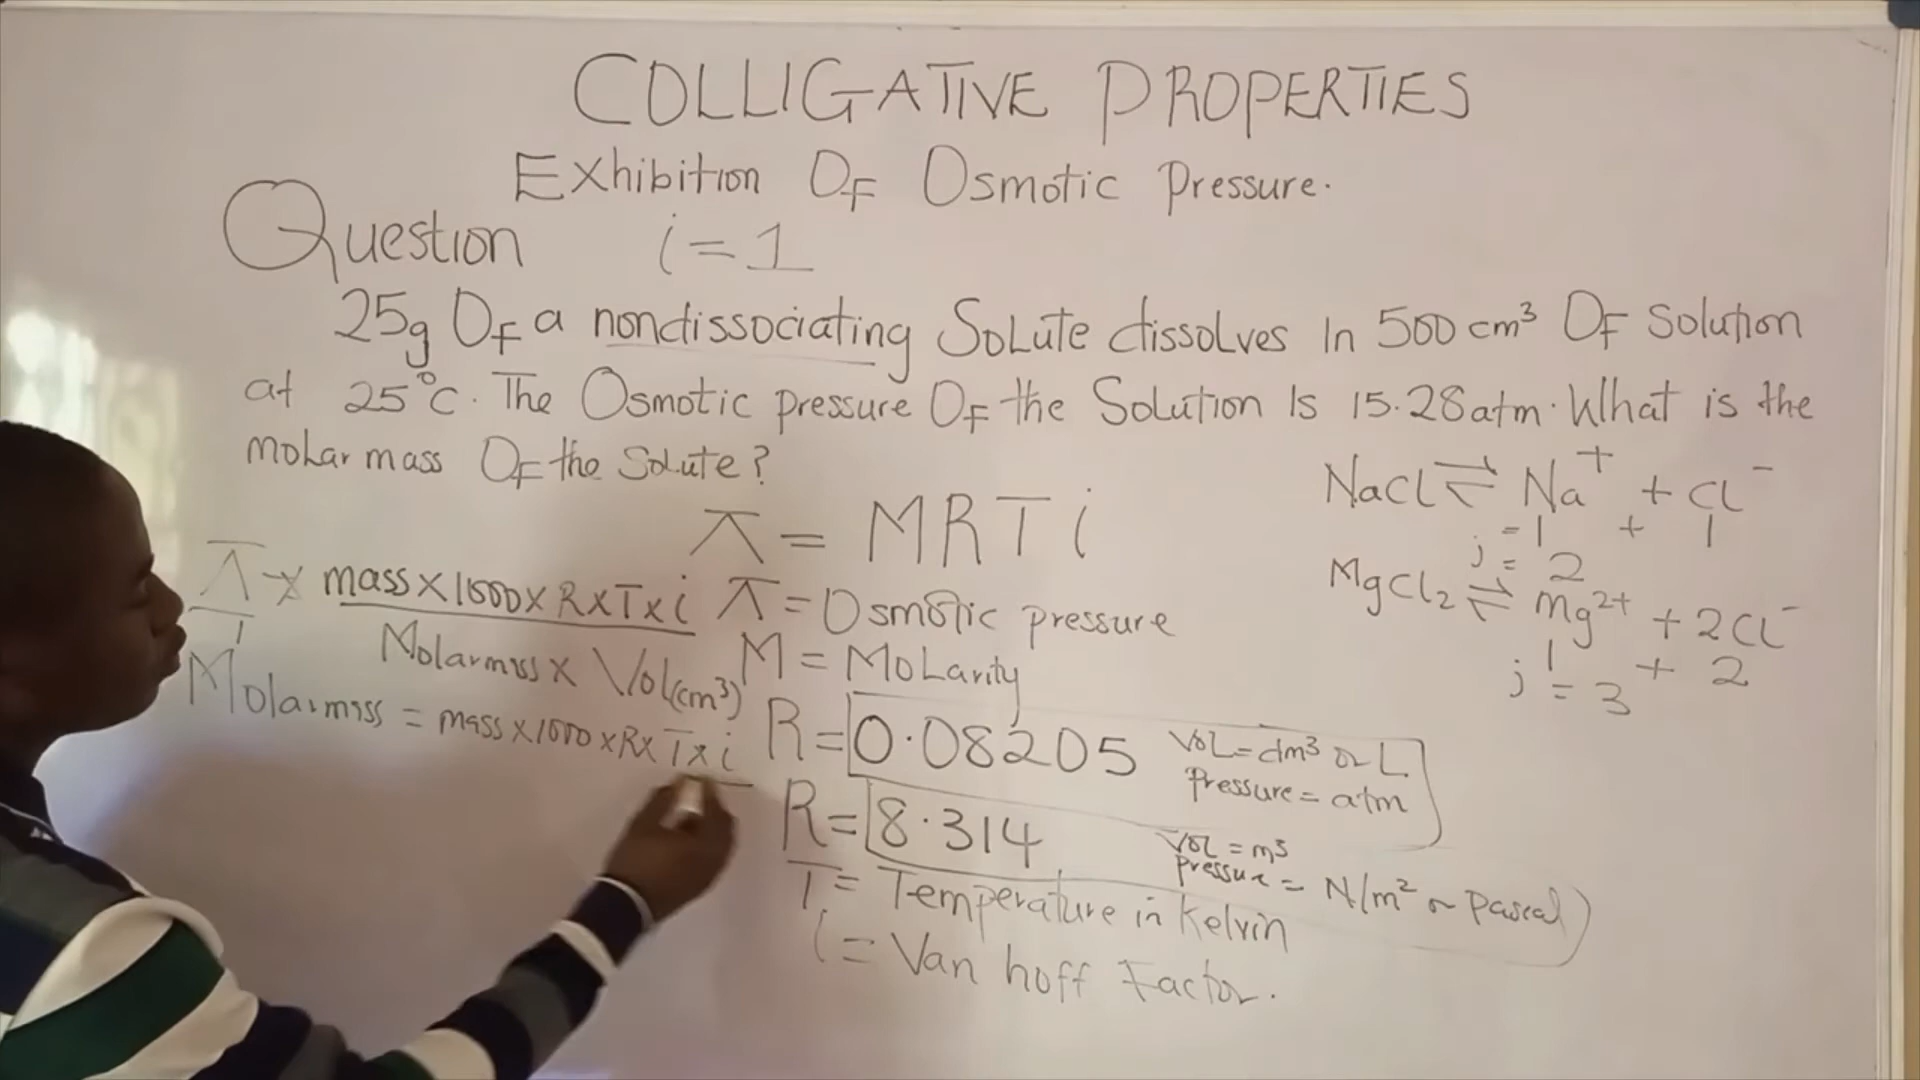 COLLIGATIVE PROPERTIES
Exhibition Of Osmotic Pressure.
Question i = 1
25g Of a nondissociating Solute dissolves In 500 cm³ Of Solution
at 25°C. The Osmotic pressure Of the Solution Is 15.28atm. What is the
molar mass Of the Solute?
π = MRTi
π = Osmotic pressure
M = Molarity
R = 0.08205 Vol = dm³ or L
Pressure = atm
R = 8.314 Vol = m³
Pressure = N/m² or Pascal)
T = Temperature in Kelvin
i = Van hoff Factor.
π mass × 1000 × R × T × i
1 Molarmass × Vol(cm³)
Molarmass = mass × 1000 × R × T × i
NaCl ⇌ Na⁺ + Cl⁻
= 1 + 1
i = 2
MgCl₂ ⇌ Mg²⁺ + 2Cl⁻
1 + 2
i = 3